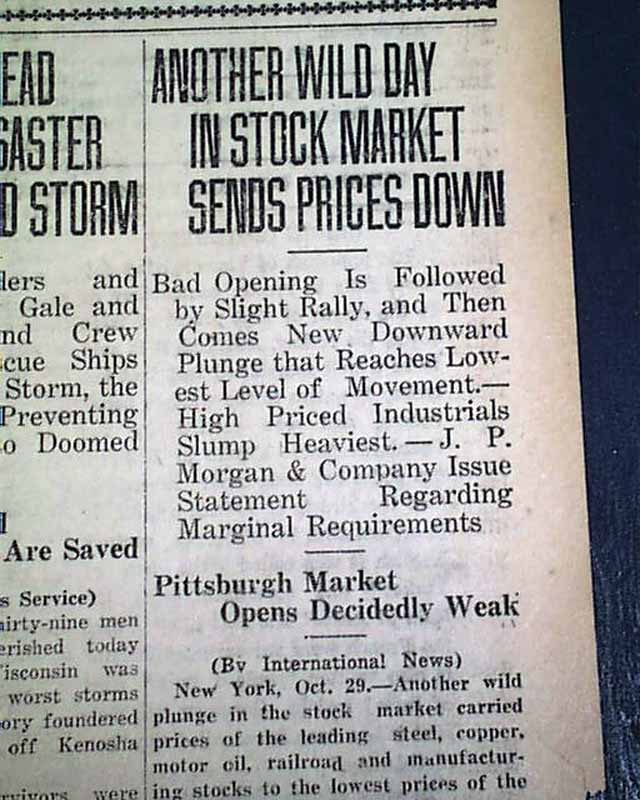 EAD
SASTER
D STORM
lers and
Gale and
nd Crew
cue Ships
Storm, the
Preventing
o Doomed
Are Saved
s Service)
hirty-nine men
erished today
isconsin was
worst storms
ory foundered
off Kenosha
rvivors were
ANOTHER WILD DAY
IN STOCK MARKET
SENDS PRICES DOWN
Bad Opening Is Followed
by Slight Rally, and Then
Comes New Downward
Plunge that Reaches Low-
est Level of Movement.—
High Priced Industrials
Slump Heaviest. — J. P.
Morgan & Company Issue
Statement Regarding
Marginal Requirements
Pittsburgh Market
Opens Decidedly Weak
(By International News)
New York, Oct. 29.—Another wild
plunge in the stock market carried
prices of the leading steel, copper,
motor oil, railroad and manufactur-
ing stocks to the lowest prices of the